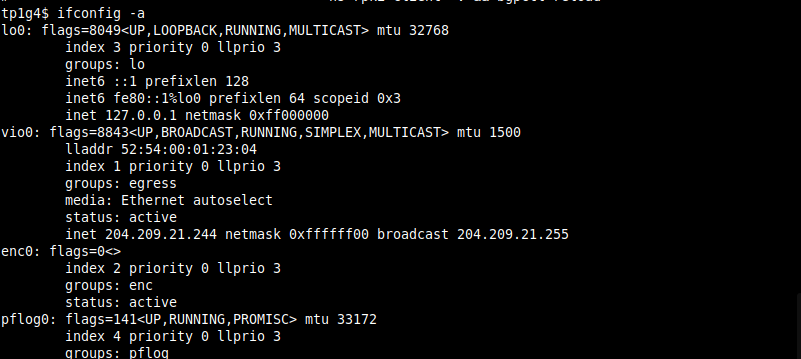 tp1g4$ ifconfig -a
lo0: flags=8049<UP,LOOPBACK,RUNNING,MULTICAST> mtu 32768
index 3 priority 0 llprio 3
groups: lo
inet6 ::1 prefixlen 128
inet6 fe80::1%lo0 prefixlen 64 scopeid 0x3
inet 127.0.0.1 netmask 0xff000000
vio0: flags=8843<UP,BROADCAST,RUNNING,SIMPLEX,MULTICAST> mtu 1500
lladdr 52:54:00:01:23:04
index 1 priority 0 llprio 3
groups: egress
media: Ethernet autoselect
status: active
inet 204.209.21.244 netmask 0xffffff00 broadcast 204.209.21.255
enc0: flags=0<>
index 2 priority 0 llprio 3
groups: enc
status: active
pflog0: flags=141<UP,RUNNING,PROMISC> mtu 33172
index 4 priority 0 llprio 3
groups: pflog